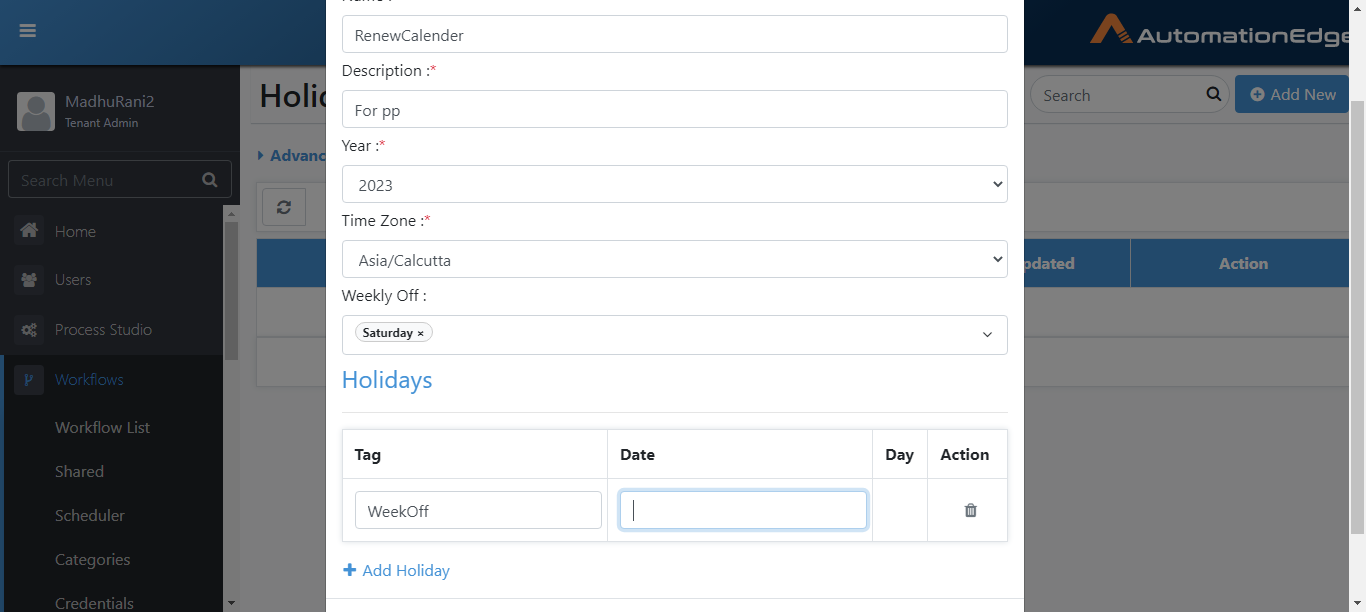 Name :
RenewCalender
AutomationEdge
Description :*
MadhuRani2
Tenant Admin
Holid
For pp
Search
Add New
Year :*
Advanc
Search Menu
2023
Time Zone :*
Home
Asia/Calcutta
pdated
Action
Users
Weekly Off :
Process Studio
Saturday ×
Workflows
Holidays
Workflow List
Tag
Date
Day
Action
Shared
WeekOff
Scheduler
Categories
+ Add Holiday
Credentials